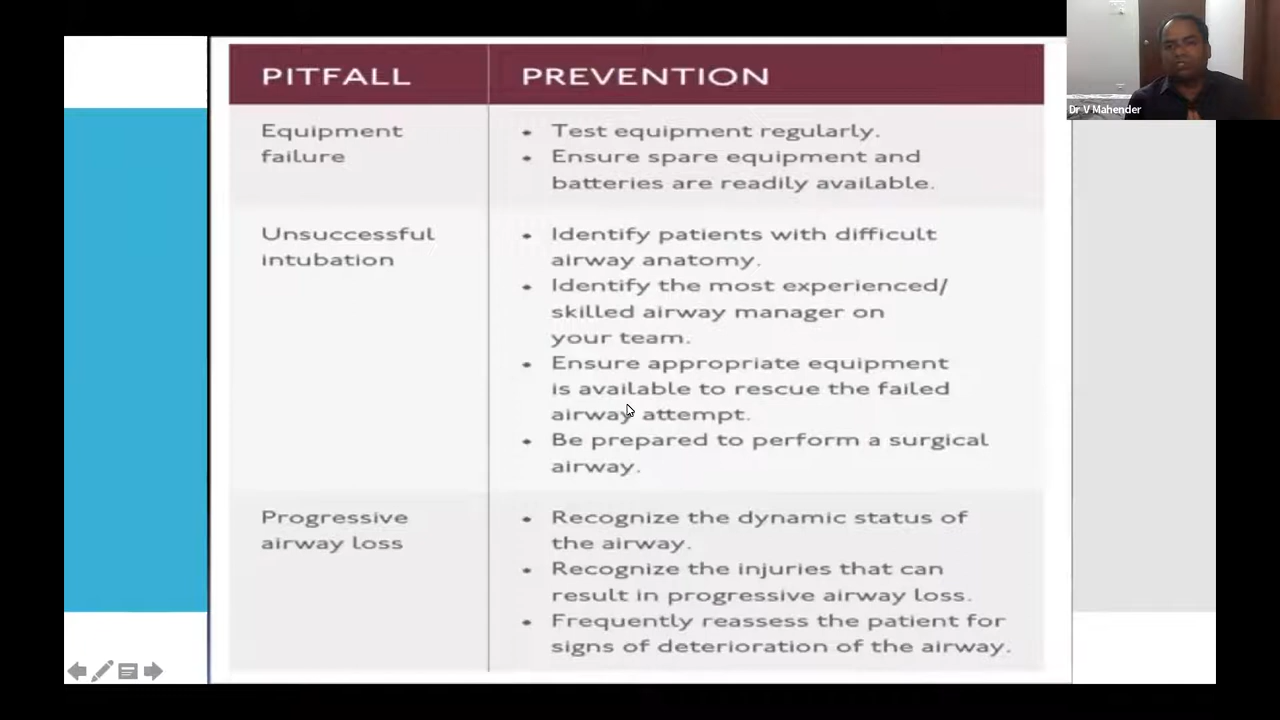 PITFALL
PREVENTION
Equipment
failure
• Test equipment regularly.
• Ensure spare equipment and
batteries are readily available.
Unsuccessful
intubation
• Identify patients with difficult
airway anatomy.
• Identify the most experienced/
skilled airway manager on
your team.
• Ensure appropriate equipment
is available to rescue the failed
airway attempt.
• Be prepared to perform a surgical
airway.
Progressive
airway loss
• Recognize the dynamic status of
the airway.
• Recognize the injuries that can
result in progressive airway loss.
• Frequently reassess the patient for
signs of deterioration of the airway.
Dr V Mahender